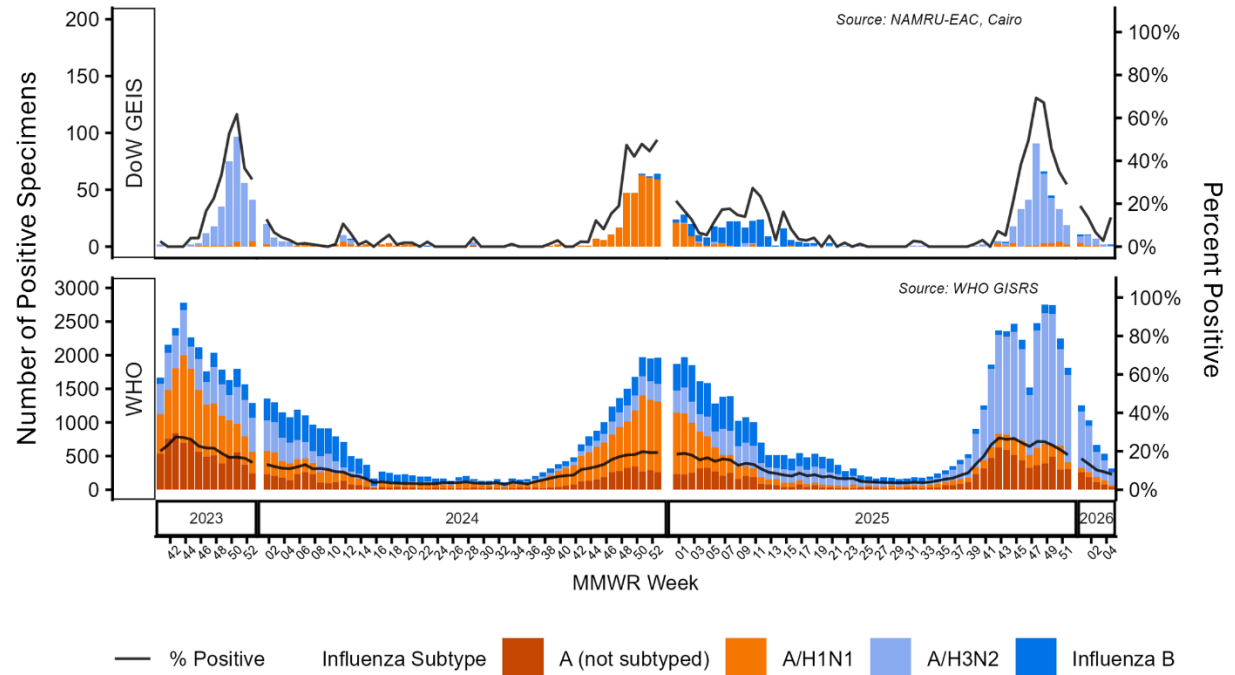 Number of Positive Specimens
Percent Positive
DoW GEIS
Source: NAMRU-EAC, Cairo
200
150
100
50
0
100%
80%
60%
40%
20%
0%
WHO
Source: WHO GISRS
3000
2500
2000
1500
1000
500
0
100%
80%
60%
40%
20%
0%
2023 2024 2025 2026
42 44 46 48 50 52 02 04 06 08 10 12 14 16 18 20 22 24 26 28 30 32 34 36 38 40 42 44 46 48 50 52 01 03 05 07 09 11 13 15 17 19 21 23 25 27 29 31 33 35 37 39 41 43 45 47 49 51 02 04
MMWR Week
% Positive Influenza Subtype A (not subtyped) A/H1N1 A/H3N2 Influenza B